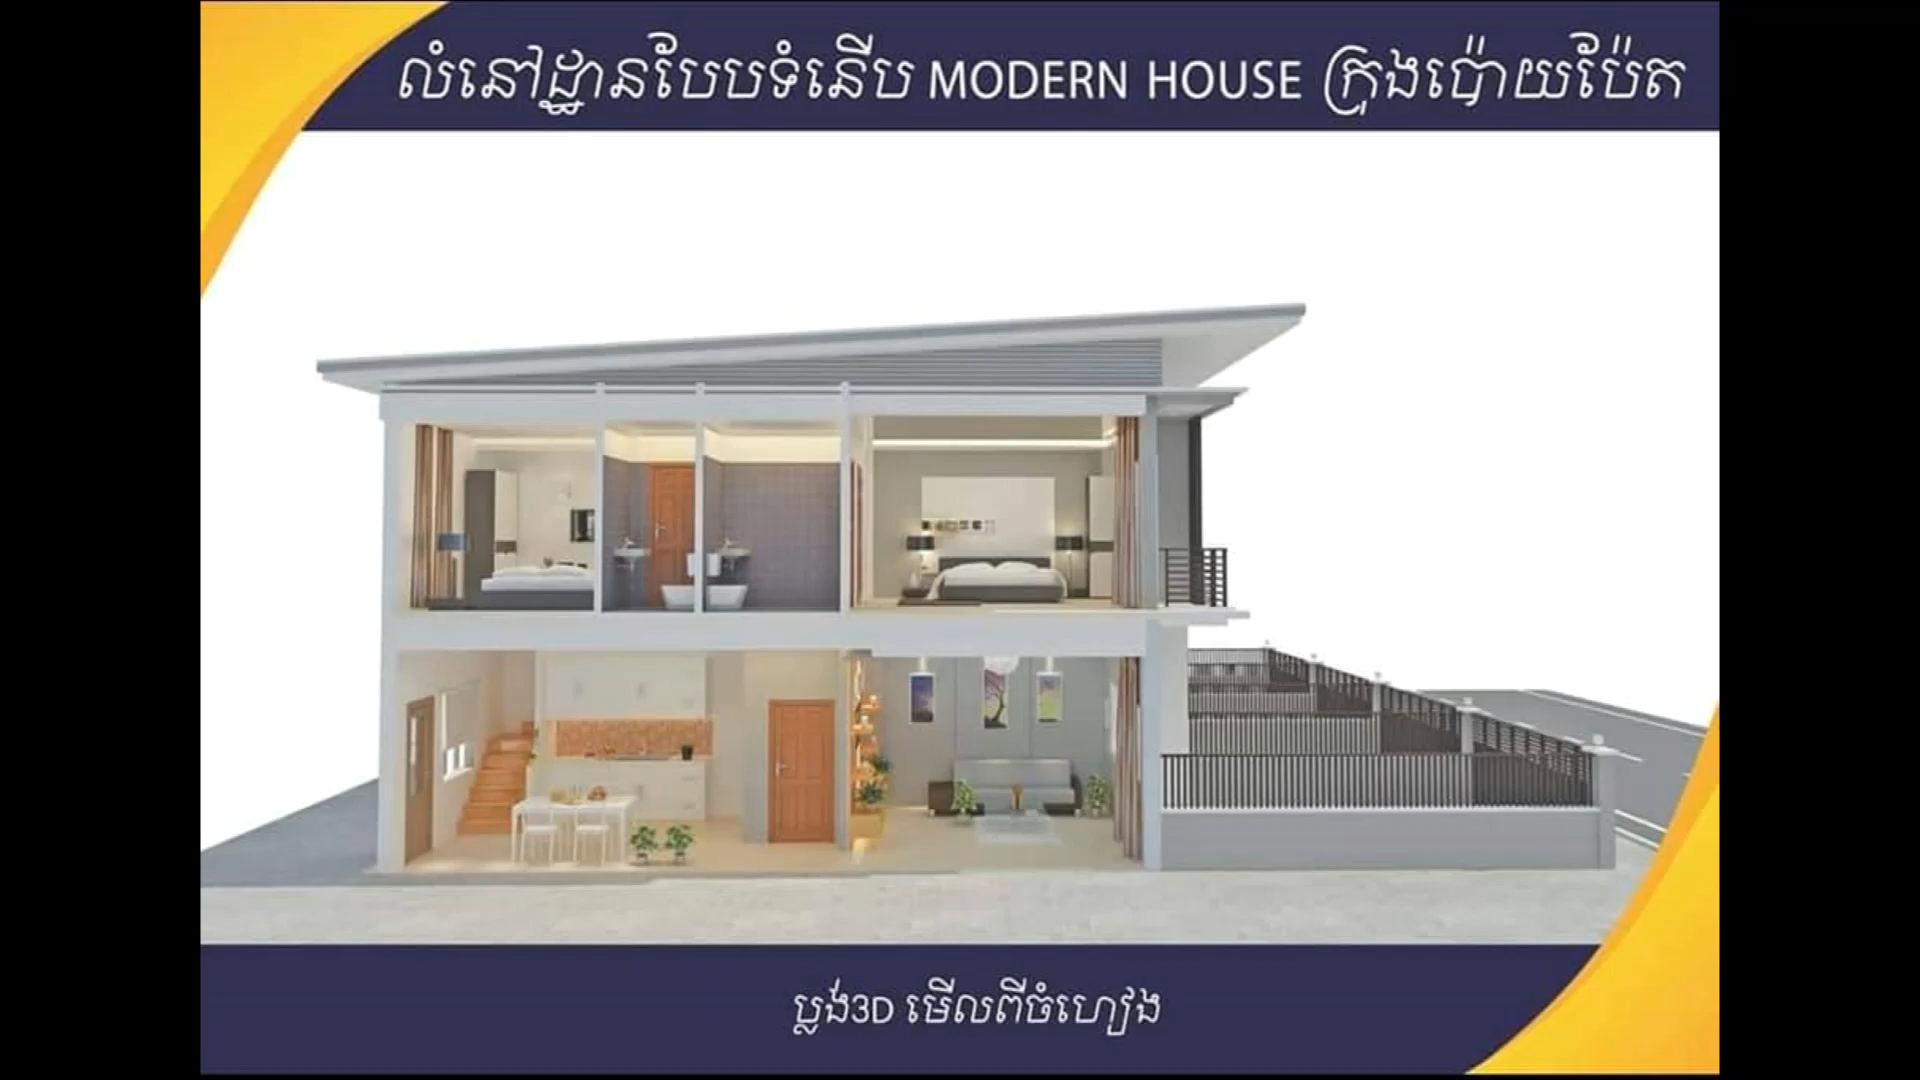 លំនៅដ្ឋានបែបទំនើប MODERN HOUSE ក្រុងប៉ោយប៉ែត
ប្លង់3D មើលពីចំហៀង